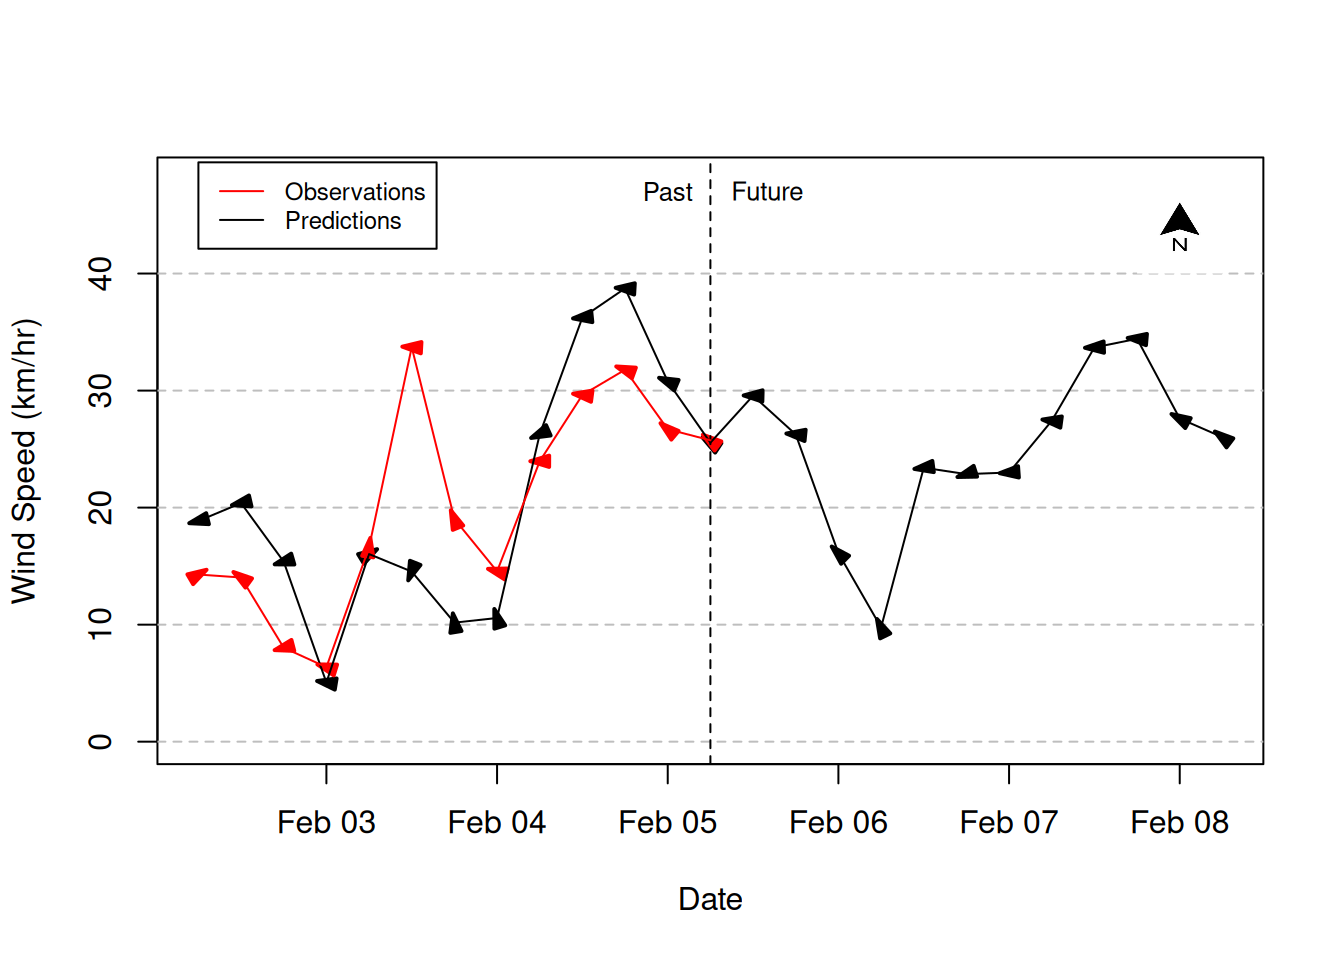 Observations
Predictions
Past
Future
N
Wind Speed (km/hr)
40
30
20
10
0
Feb 03
Feb 04
Feb 05
Feb 06
Feb 07
Feb 08
Date